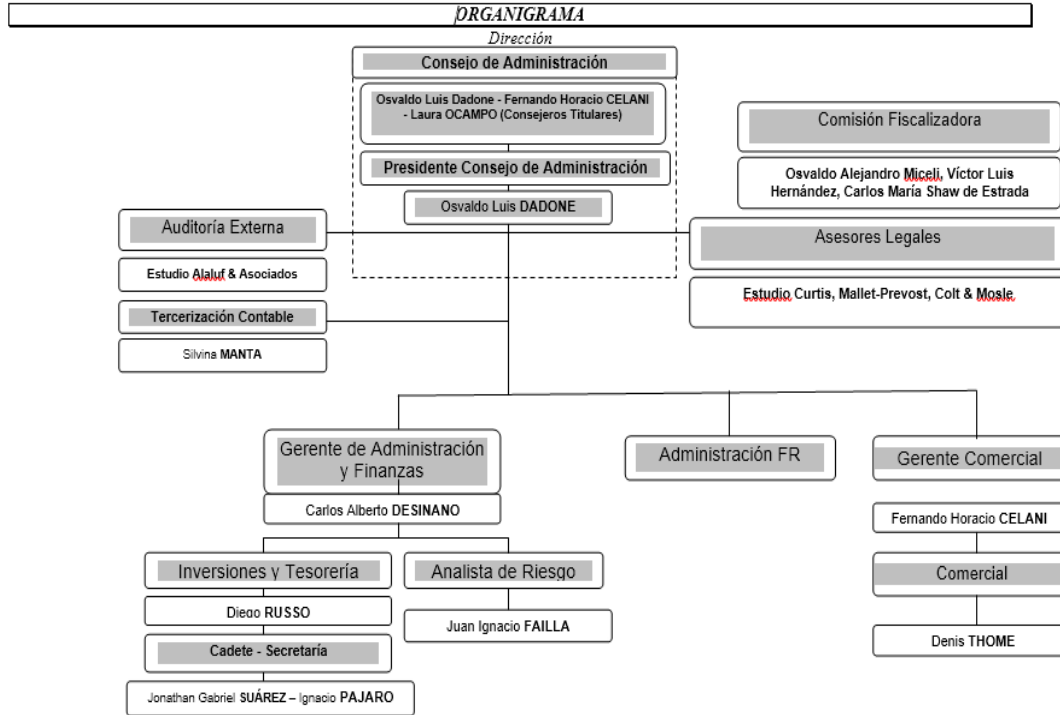 ORGANIGRAMA
Dirección
Consejo de Administración
Osvaldo Luis Dadone - Fernando Horacio CELANI
- Laura OCAMPO (Consejeros Titulares)
Presidente Consejo de Administración
Osvaldo Luis DADONE
Comisión Fiscalizadora
Osvaldo Alejandro Miceli, Víctor Luis
Hernández, Carlos María Shaw de Estrada
Auditoría Externa
Estudio Alaluf & Asociados
Asesores Legales
Estudio Curtis, Mallet-Prevost, Colt & Mosle
Tercerización Contable
Silvina MANTA
Gerente de Administración
y Finanzas
Carlos Alberto DESINANO
Administración FR
Gerente Comercial
Fernando Horacio CELANI
Inversiones y Tesorería
Diego RUSSO
Cadete - Secretaría
Jonathan Gabriel SUÁREZ – Ignacio PAJARO
Analista de Riesgo
Juan Ignacio FAILLA
Comercial
Denis THOME